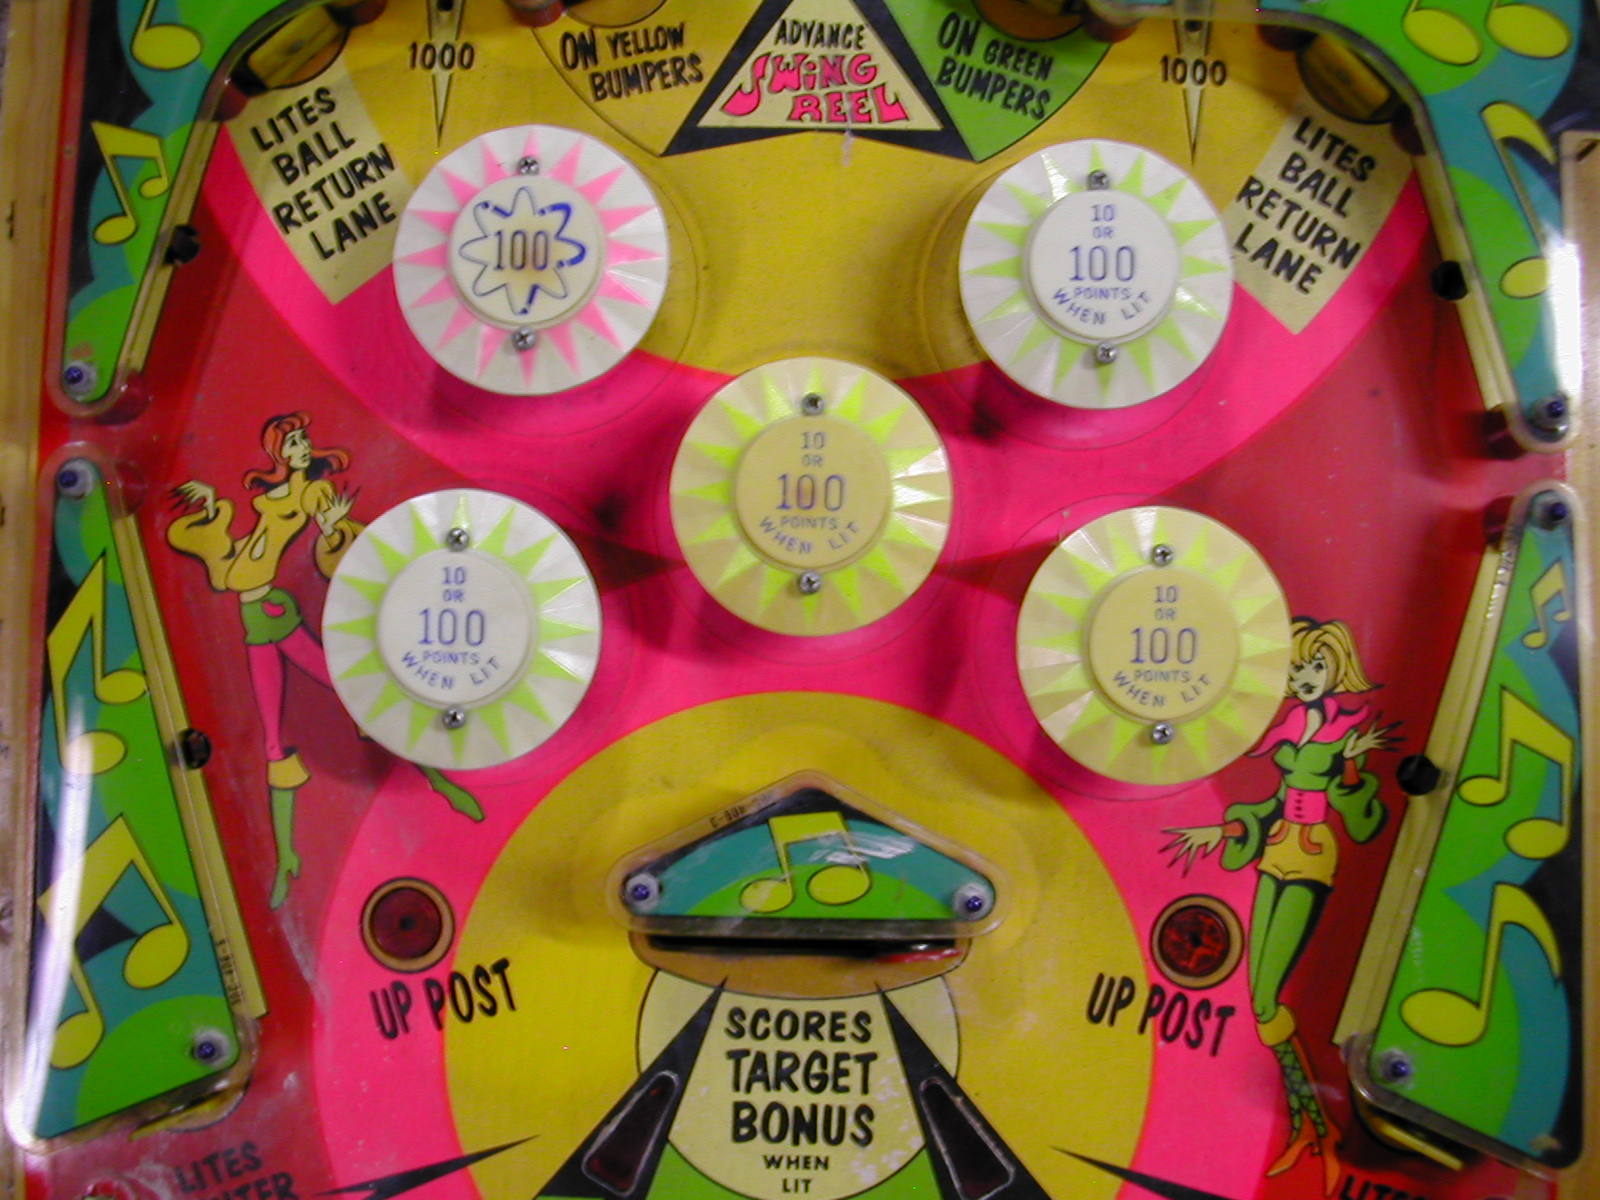 1000
ON YELLOW
BUMPERS
ADVANCE
SWiNG
REEL
ON GREEN
BUMPERS
1000
LITES
BALL
RETURN
LANE
LITES
BALL
RETURN
LANE
100
10
OR
100
POINTS
WHEN LIT
10
OR
100
POINTS
WHEN LIT
10
OR
100
POINTS
WHEN LIT
10
OR
100
POINTS
WHEN LIT
UP POST
UP POST
SCORES
TARGET
BONUS
WHEN
LIT
LITES
LITES